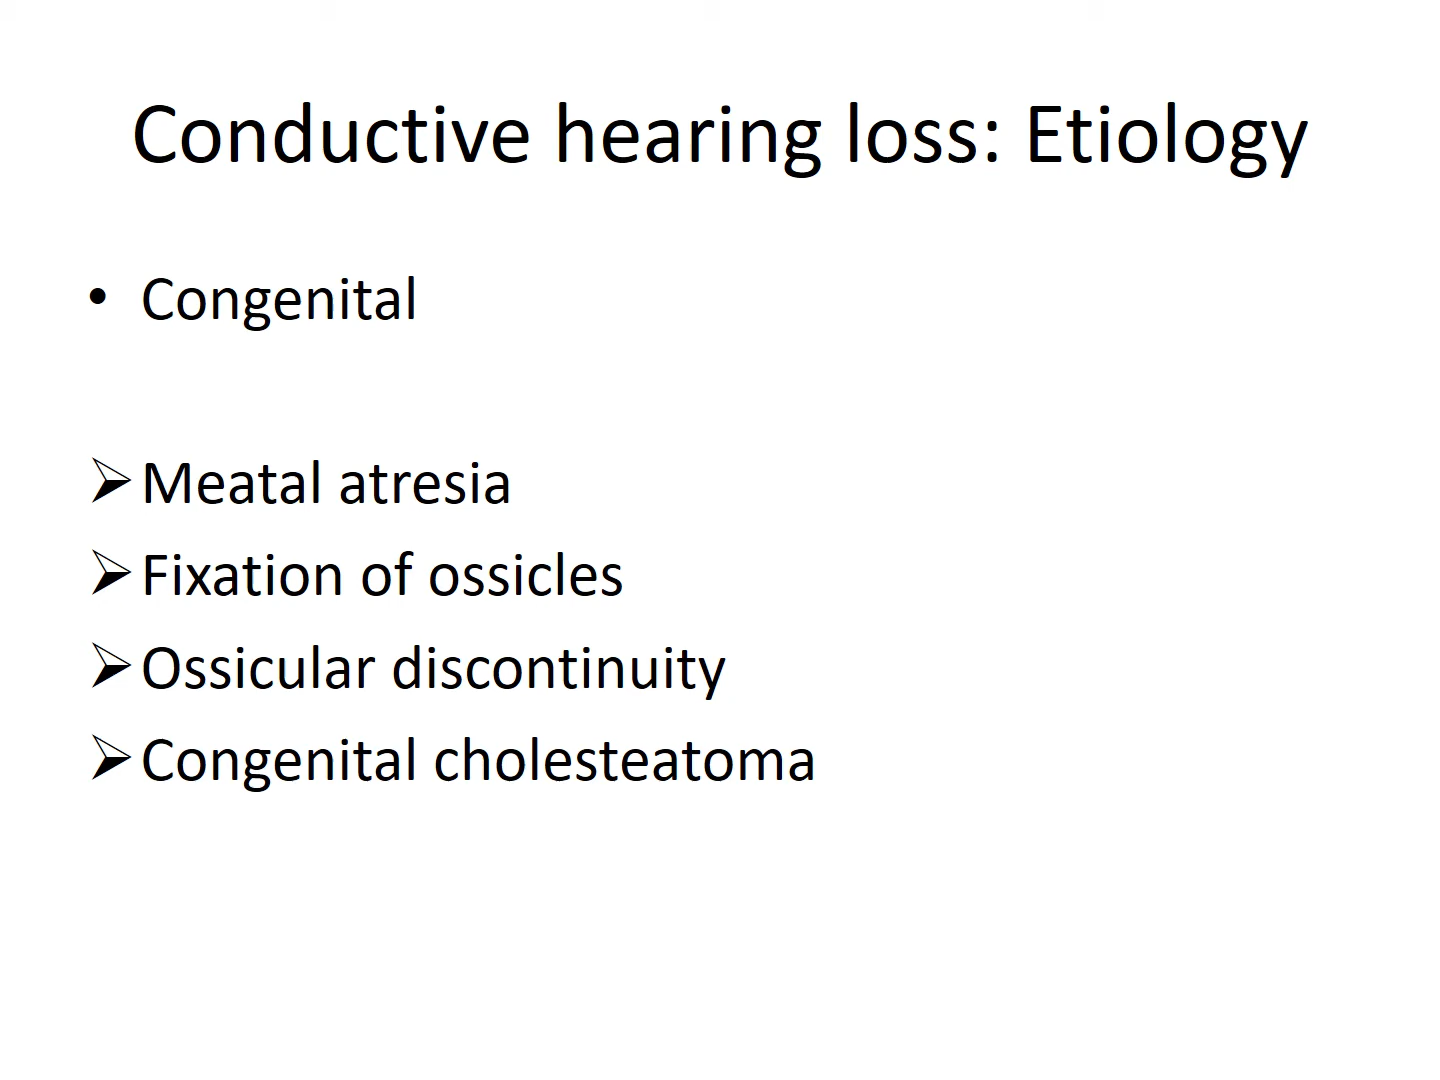 Conductive hearing loss: Etiology
• Congenital
➢ Meatal atresia
➢ Fixation of ossicles
➢ Ossicular discontinuity
➢ Congenital cholesteatoma